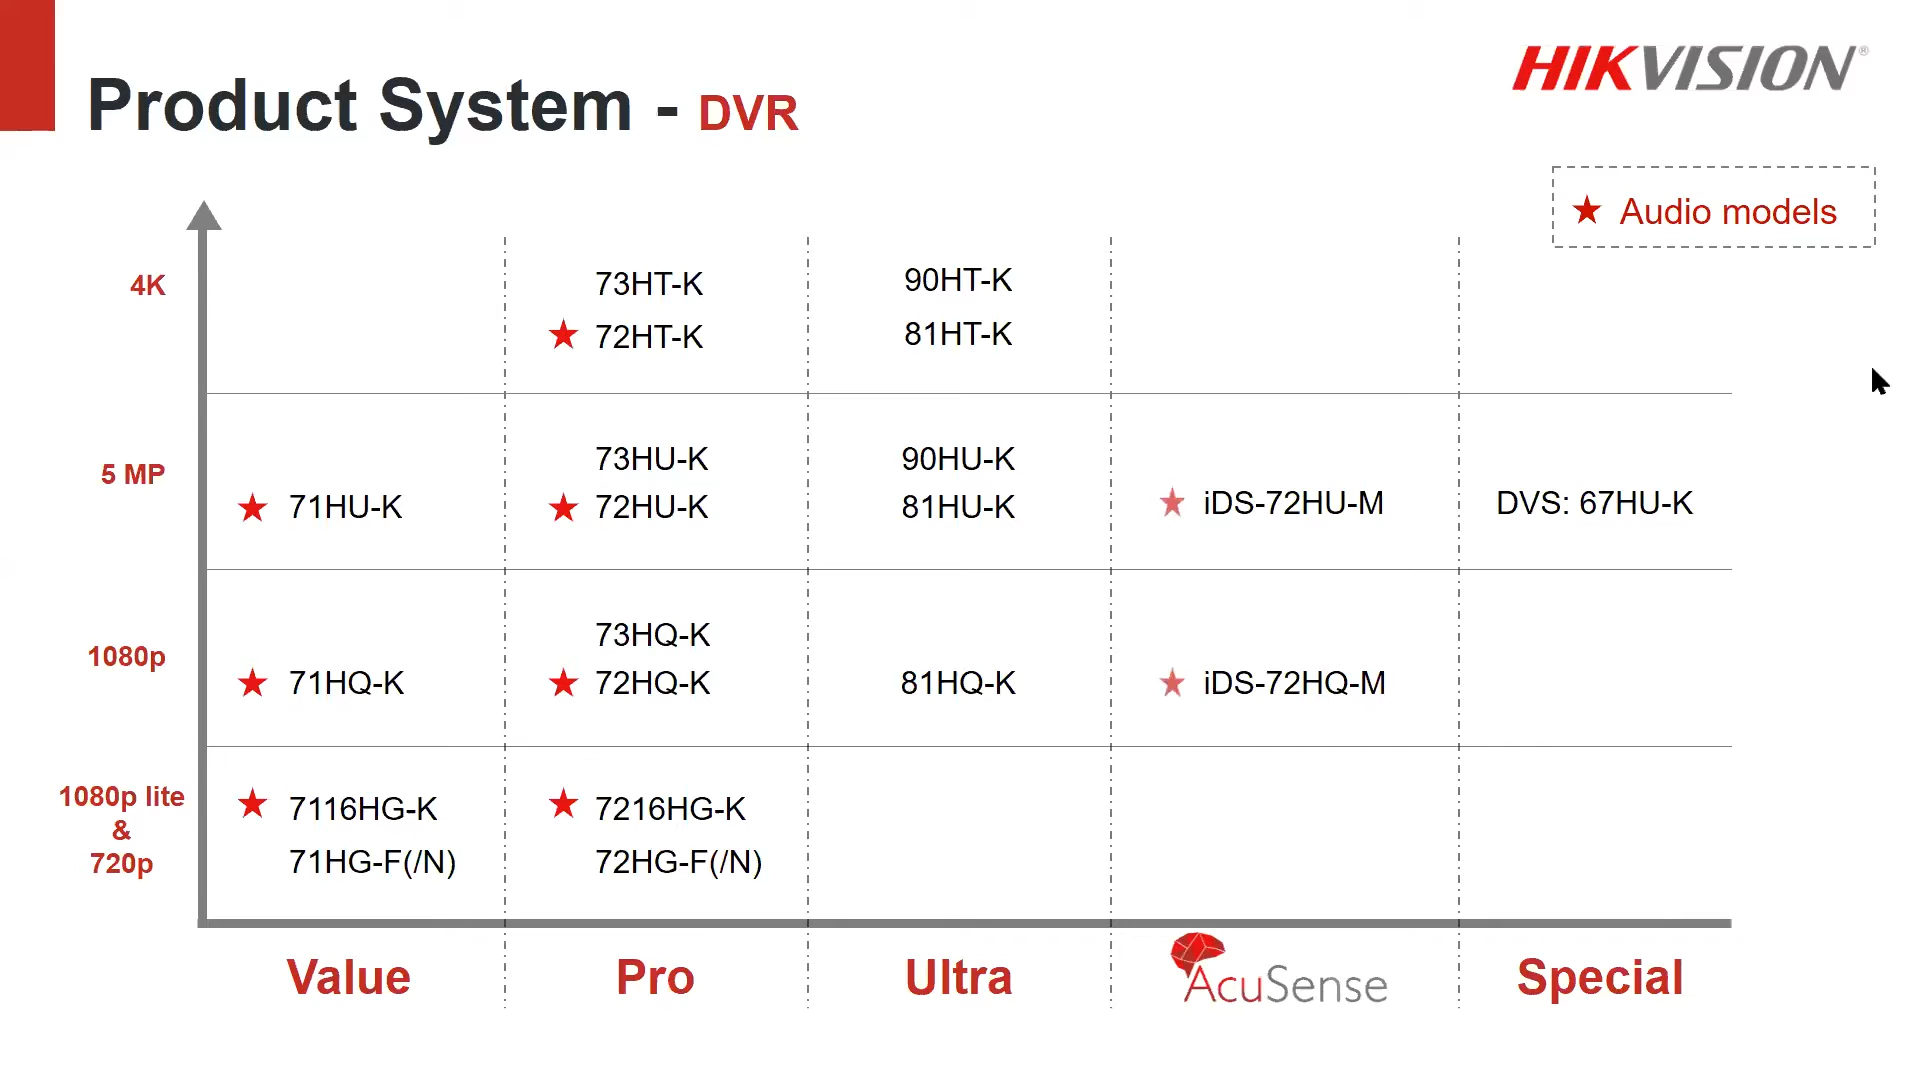 HIKVISION®
Product System - DVR
★ Audio models
4K
73HT-K
★ 72HT-K
90HT-K
81HT-K
5 MP
★ 71HU-K
73HU-K
★ 72HU-K
90HU-K
81HU-K
★ iDS-72HU-M
DVS: 67HU-K
1080p
★ 71HQ-K
73HQ-K
★ 72HQ-K
81HQ-K
★ iDS-72HQ-M
1080p lite
&
720p
★ 7116HG-K
71HG-F(/N)
★ 7216HG-K
72HG-F(/N)
Value
Pro
Ultra
AcuSense
Special